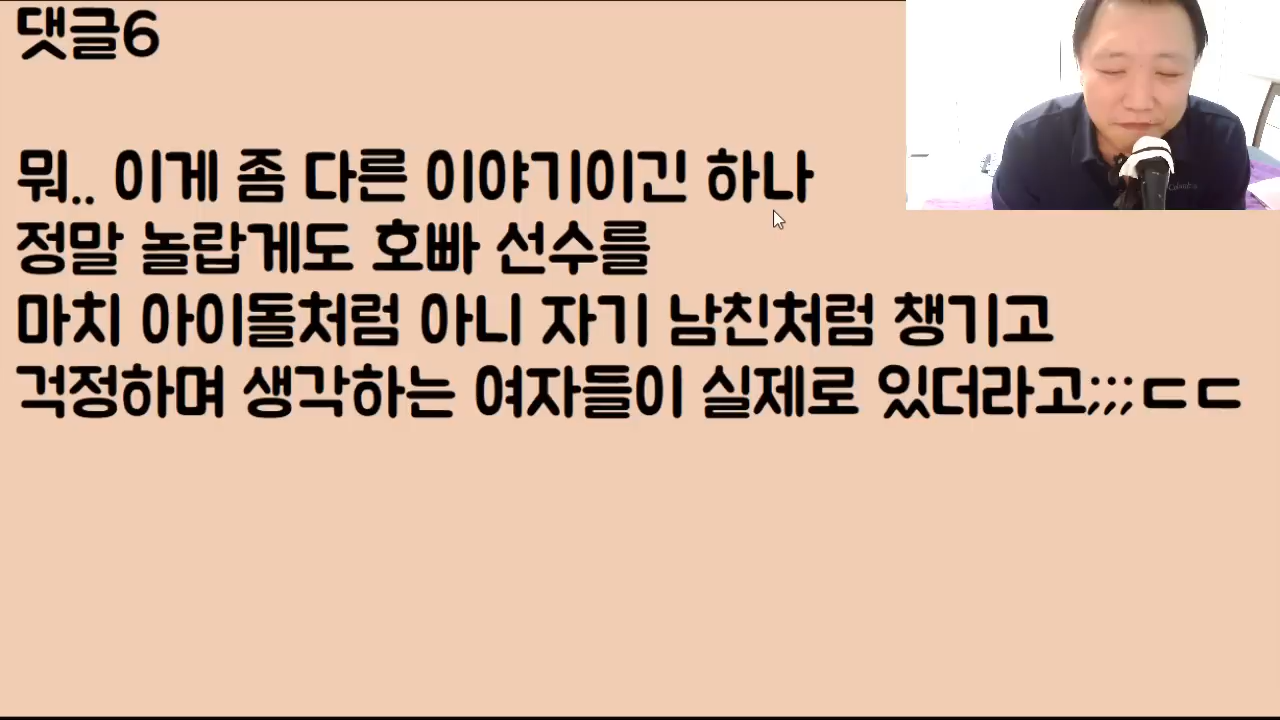 댓글6
뭐.. 이게 좀 다른 이야기이긴 하나
정말 놀랍게도 호빠 선수를
마치 아이돌처럼 아니 자기 남친처럼 챙기고
걱정하며 생각하는 여자들이 실제로 있더라고;;;ㄷㄷ